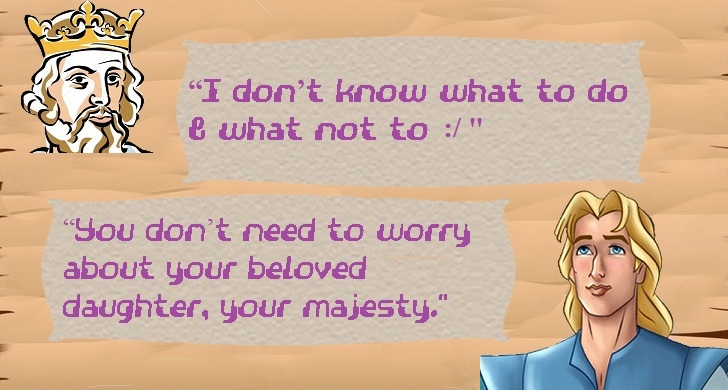 “I don’t know what to do
& what not to :/ "
“You don’t need to worry
about your beloved
daughter, your majesty."